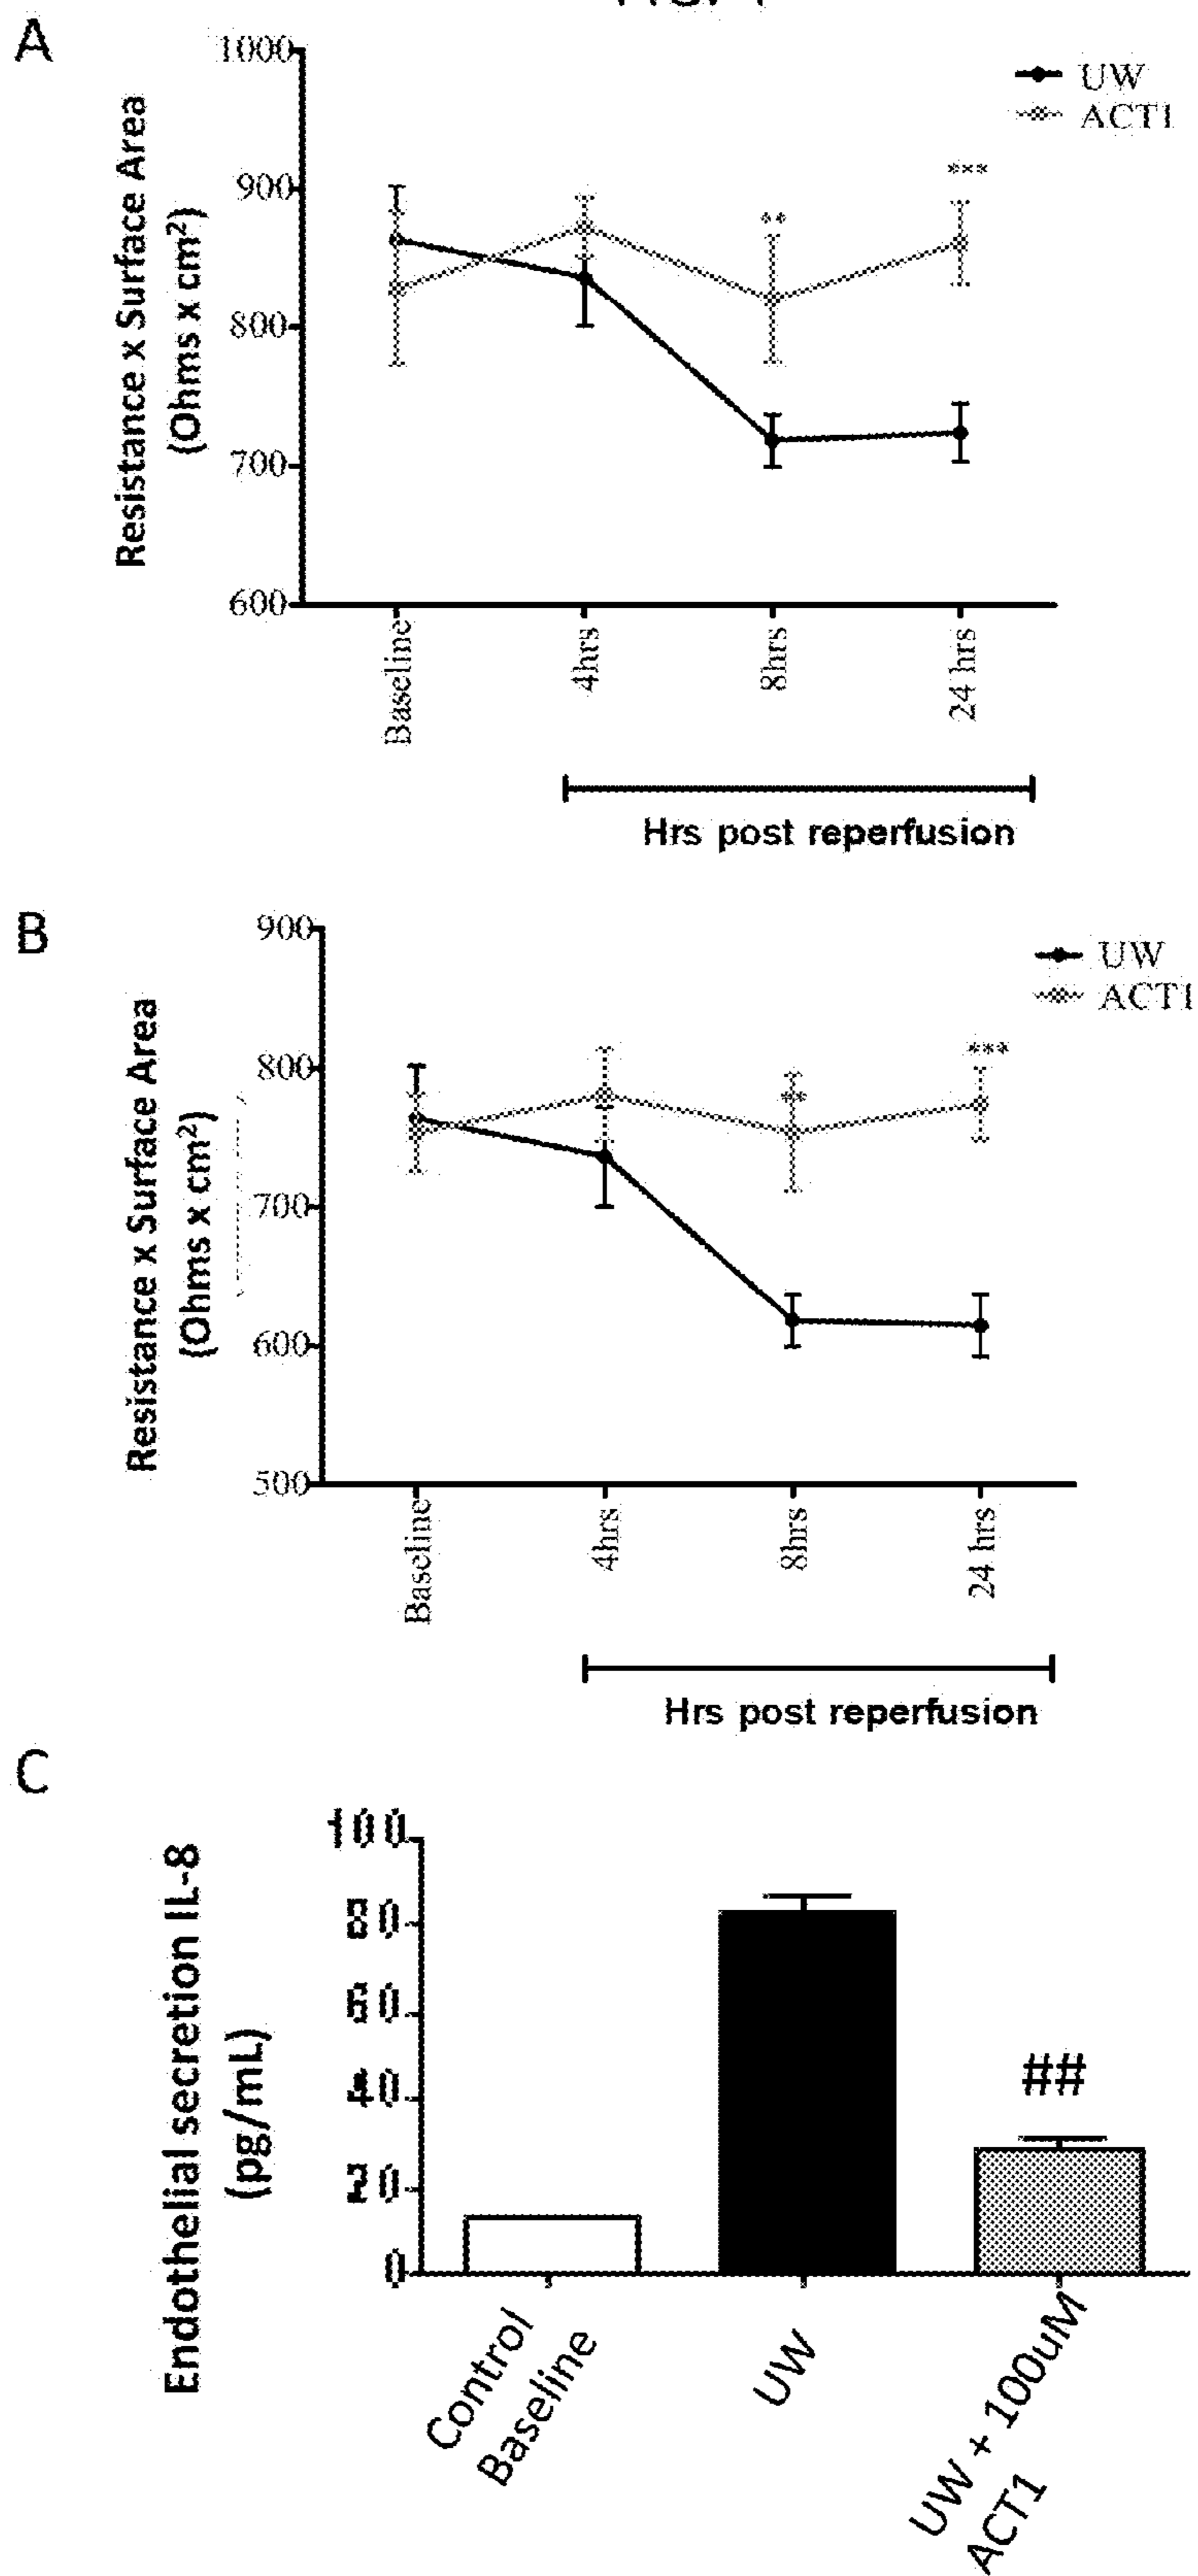 A
1000
900
800
700
600
Resistance x Surface Area
(Ohms x cm²)
UW
ACT1
**
***
Baseline
4hrs
8hrs
24 hrs
Hrs post reperfusion
B
900
800
700
600
500
Resistance x Surface Area
(Ohms x cm²)
UW
ACT1
**
***
Baseline
4hrs
8hrs
24 hrs
Hrs post reperfusion
C
100
80
60
40
20
0
Endothelial secretion IL-8
(pg/mL)
##
Control
Baseline
UW
UW + 100uM
ACT1